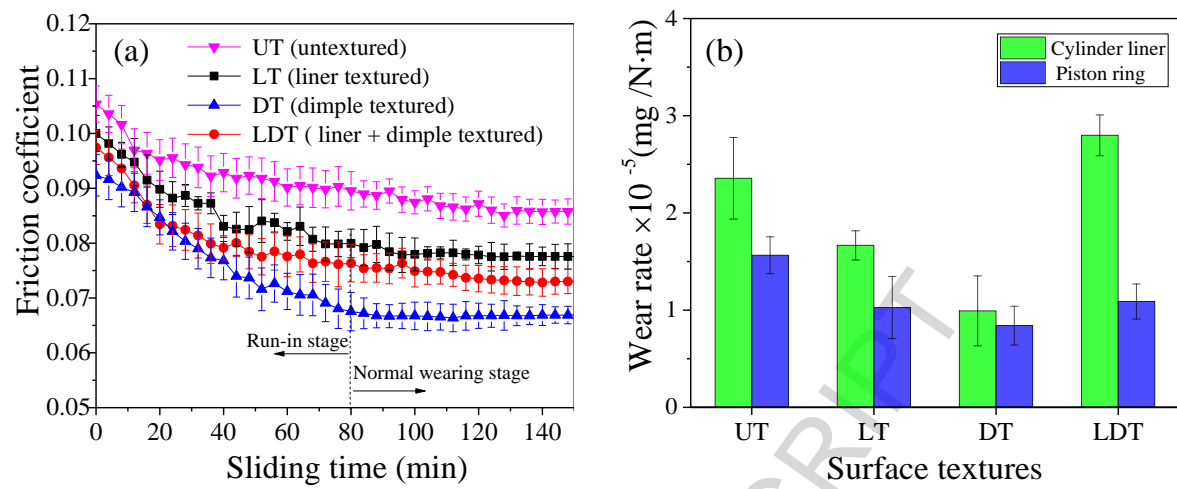 (a)
UT (untextured)
LT (liner textured)
DT (dimple textured)
LDT ( liner + dimple textured)
Run-in stage
Normal wearing stage
Friction coefficient
0.12
0.11
0.10
0.09
0.08
0.07
0.06
0.05
0 20 40 60 80 100 120 140
Sliding time (min)
(b)
Cylinder liner
Piston ring
Wear rate ×10 -5 (mg /N·m)
4
3
2
1
0
UT LT DT LDT
Surface textures
SCRIPT